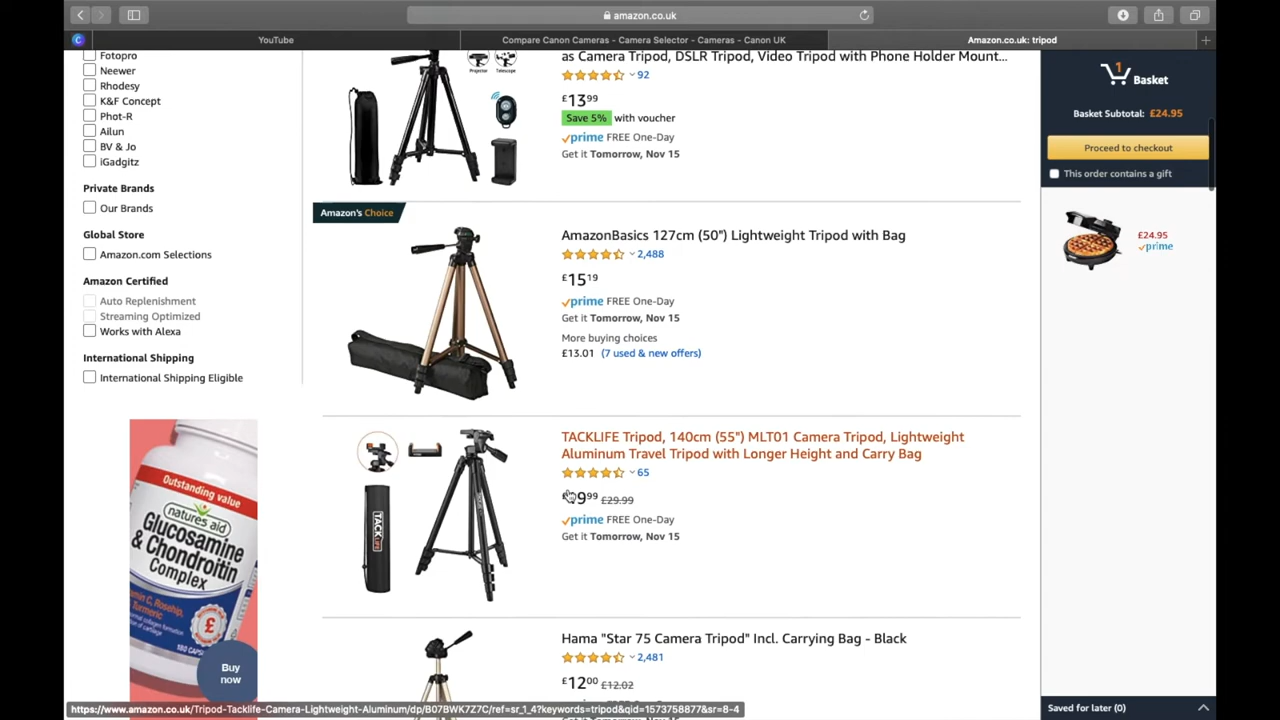 amazon.co.uk
YouTube
Compare Canon Cameras - Camera Selector - Cameras - Canon UK
Amazon.co.uk: tripod
Fotopro
Neewer
Rhodesy
K&F Concept
Phot-R
Ailun
BV & Jo
iGadgitz
Private Brands
Our Brands
Global Store
Amazon.com Selections
Amazon Certified
Auto Replenishment
Streaming Optimized
Works with Alexa
International Shipping
International Shipping Eligible
Outstanding value
natures aid
Glucosamine
& Chondroitin
Complex
Buy
now
Projector
Telescope
as Camera Tripod, DSLR Tripod, Video Tripod with Phone Holder Mount...
92
£1399
Save 5% with voucher
prime FREE One-Day
Get it Tomorrow, Nov 15
Amazon's Choice
AmazonBasics 127cm (50") Lightweight Tripod with Bag
2,488
£1519
prime FREE One-Day
Get it Tomorrow, Nov 15
More buying choices
£13.01 (7 used & new offers)
TACKLIFE
TACKLIFE Tripod, 140cm (55") MLT01 Camera Tripod, Lightweight
Aluminum Travel Tripod with Longer Height and Carry Bag
65
£29.99
prime FREE One-Day
Get it Tomorrow, Nov 15
Hama "Star 75 Camera Tripod" Incl. Carrying Bag - Black
2,481
£1200 £12.02
1
Basket
Basket Subtotal: £24.95
Proceed to checkout
This order contains a gift
£24.95
prime
Saved for later (0)
https://www.amazon.co.uk/Tripod-Tacklife-Camera-Lightweight-Aluminum/dp/B07BWK7Z7C/ref=sr_1_4?keywords=tripod&qid=1573758877&sr=8-4